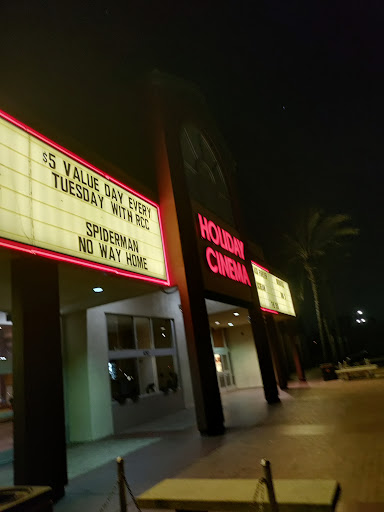 $5 VALUE DAY EVERY
TUESDAY WITH RCC
SPIDERMAN
NO WAY HOME
HOLIDAY
CINEMA